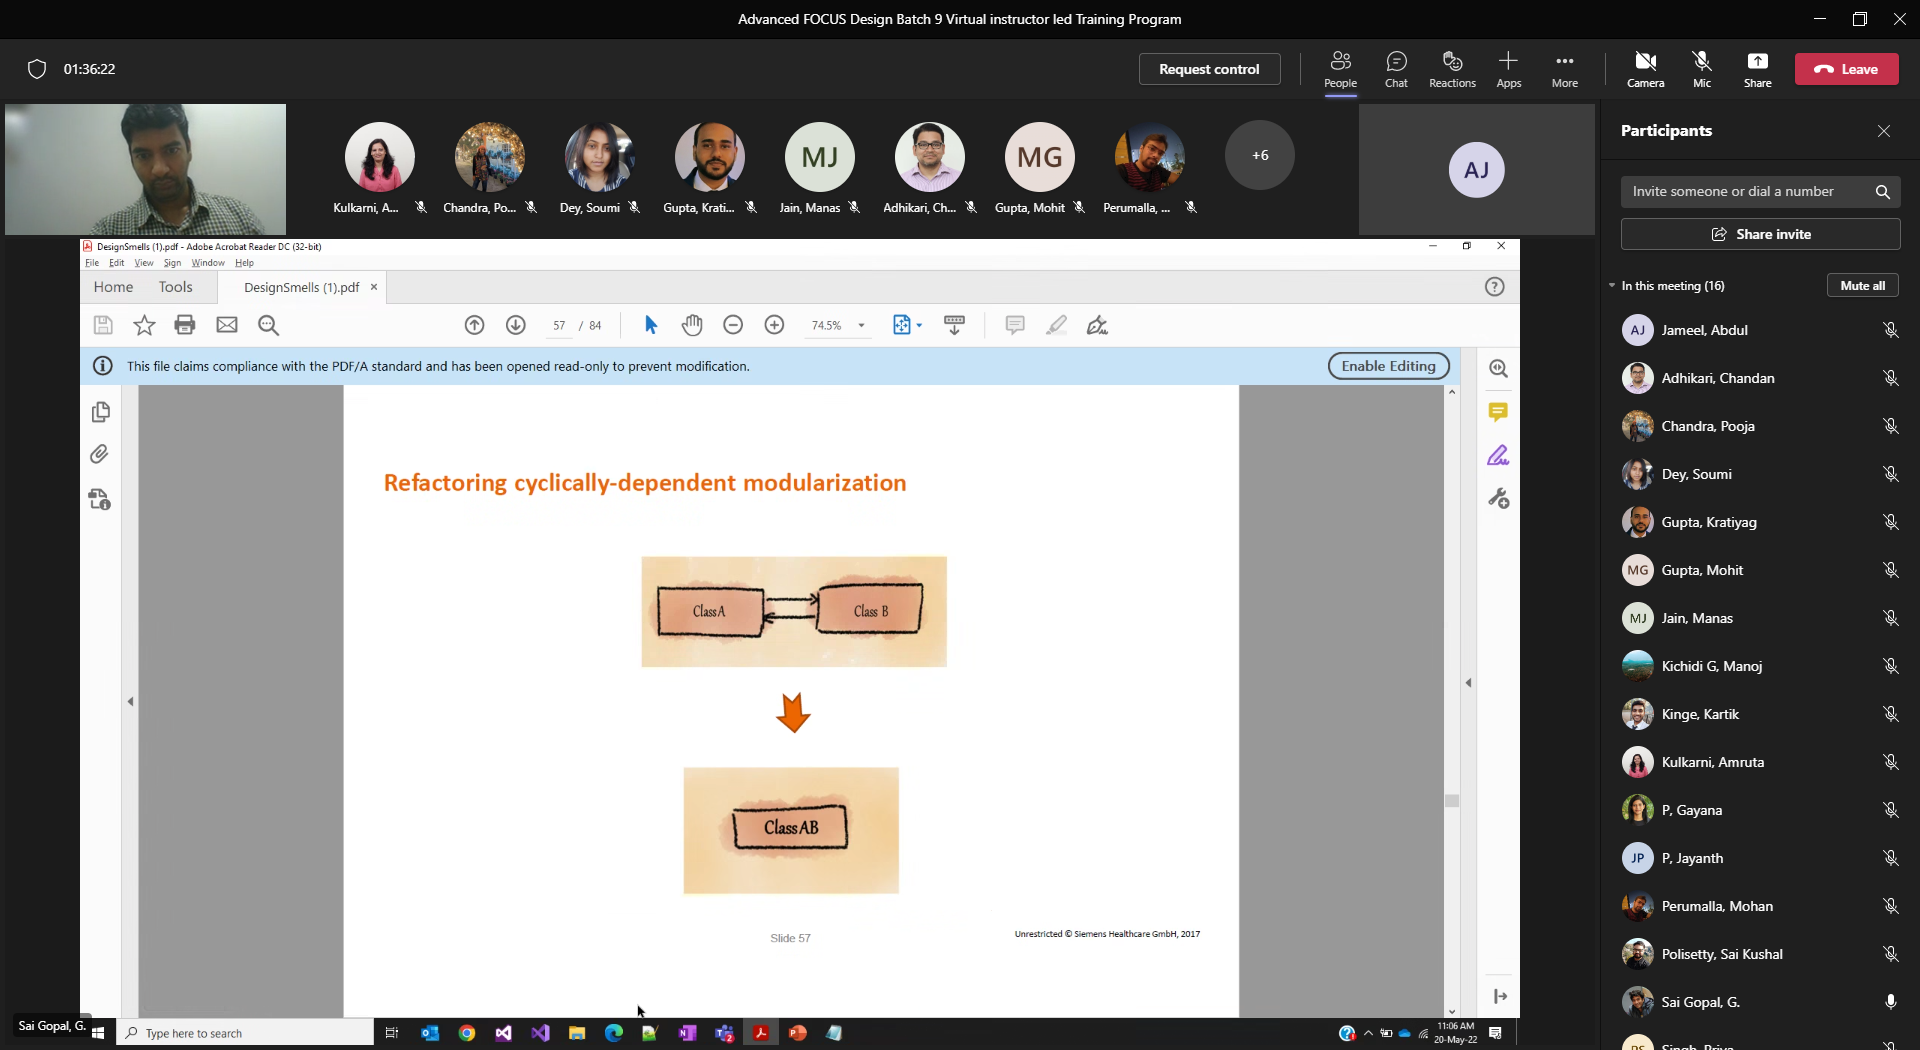 Advanced FOCUS Design Batch 9 Virtual instructor led Training Program
01:36:22
Request control
People
Chat
Reactions
Apps
More
Camera
Mic
Share
Leave
Kulkarni, A...
Chandra, Po...
Dey, Soumi
Gupta, Krati...
MJ
Jain, Manas
Adhikari, Ch...
MG
Gupta, Mohit
Perumalla, ...
+6
AJ
Participants
Invite someone or dial a number
Share invite
In this meeting (16)
Mute all
AJ Jameel, Abdul
Adhikari, Chandan
Chandra, Pooja
Dey, Soumi
Gupta, Kratiyag
MG Gupta, Mohit
MJ Jain, Manas
Kichidi G, Manoj
Kinge, Kartik
Kulkarni, Amruta
P, Gayana
JP P, Jayanth
Perumalla, Mohan
Polisetty, Sai Kushal
Sai Gopal, G.
DesignSmells (1).pdf - Adobe Acrobat Reader DC (32-bit)
File Edit View Sign Window Help
Home Tools DesignSmells (1).pdf ×
57 / 84
74.5%
This file claims compliance with the PDF/A standard and has been opened read-only to prevent modification.
Enable Editing
Refactoring cyclically-dependent modularization
Class A
Class B
Class AB
Slide 57
Unrestricted © Siemens Healthcare GmbH, 2017
Sai Gopal, G.
Type here to search
11:06 AM
20-May-22